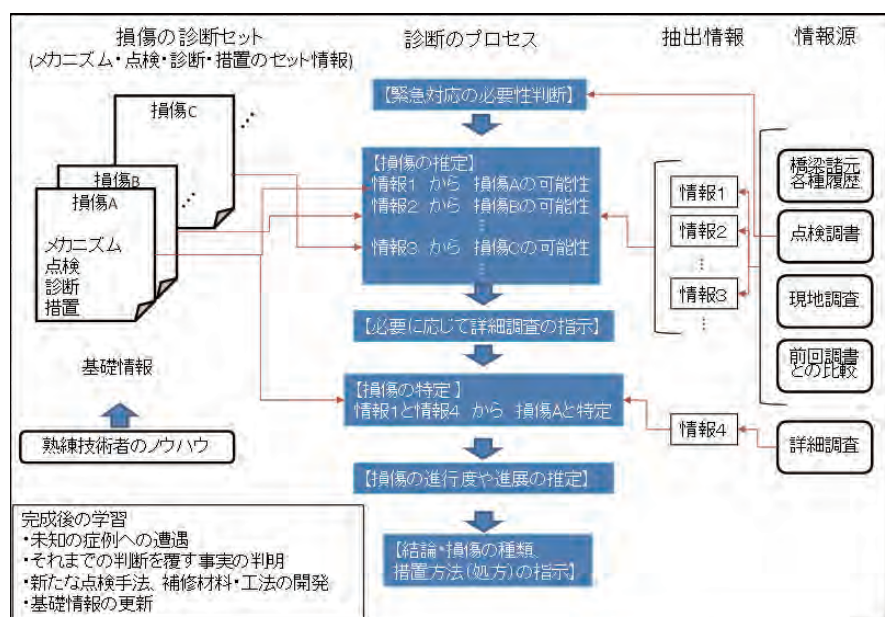 損傷の診断セット
(メカニズム・点検・診断・措置のセット情報)
損傷C
損傷B
損傷A
メカニズム
点検
診断
措置
基礎情報
熟練技術者のノウハウ
診断のプロセス
【緊急対応の必要性判断】
【損傷の推定】
情報1 から 損傷Aの可能性
情報2 から 損傷Bの可能性
情報3 から 損傷Cの可能性
【必要に応じて詳細調査の指示】
【損傷の特定】
情報1と情報4 から 損傷Aと特定
【損傷の進行度や進展の推定】
【結論・損傷の種類、
措置方法(処方)の指示】
抽出情報
情報1
情報2
情報3
情報4
情報源
橋梁諸元
各種履歴
点検調書
現地調査
前回調書
との比較
詳細調査
完成後の学習
・未知の症例への遭遇
・それまでの判断を覆す事実の判明
・新たな点検手法、補修材料・工法の開発
・基礎情報の更新